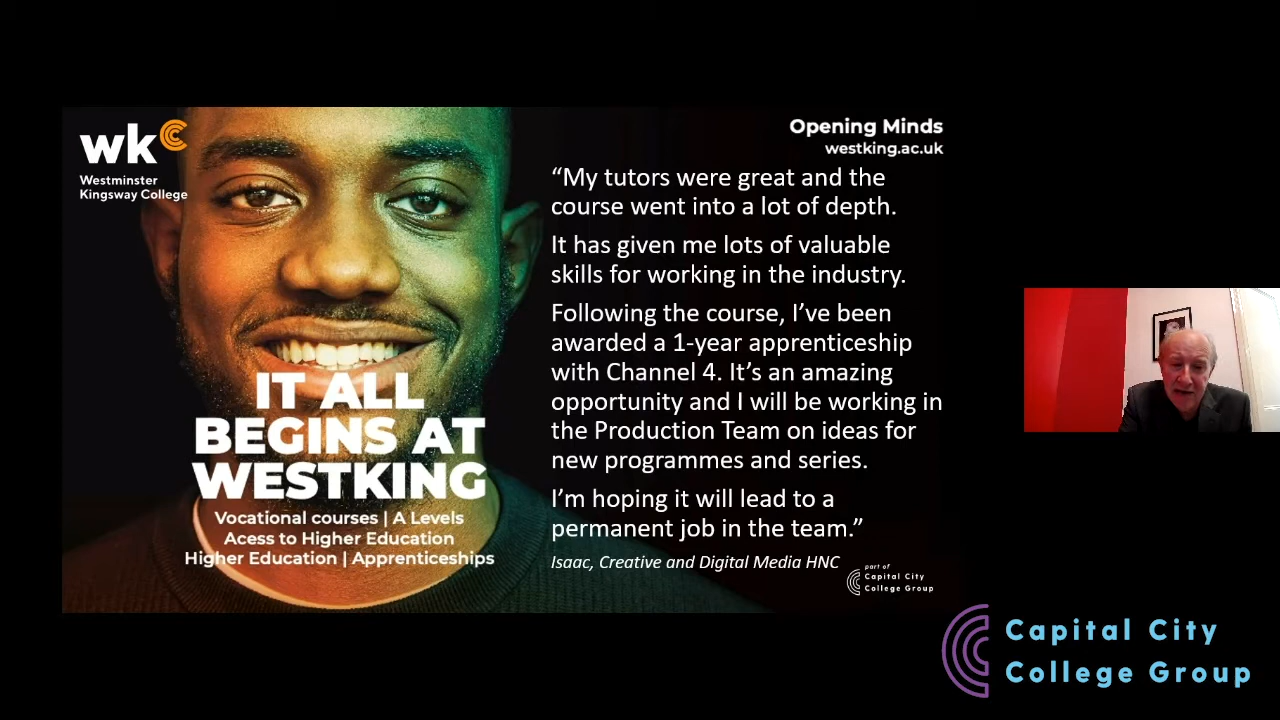 wk
Westminster
Kingsway College
IT ALL
BEGINS AT
WESTKING
Vocational courses | A Levels
Acess to Higher Education
Higher Education | Apprenticeships
Opening Minds
westking.ac.uk
“My tutors were great and the
course went into a lot of depth.
It has given me lots of valuable
skills for working in the industry.
Following the course, I’ve been
awarded a 1-year apprenticeship
with Channel 4. It’s an amazing
opportunity and I will be working in
the Production Team on ideas for
new programmes and series.
I’m hoping it will lead to a
permanent job in the team.”
Isaac, Creative and Digital Media HNC
part of
Capital City
College Group
Capital City
College Group